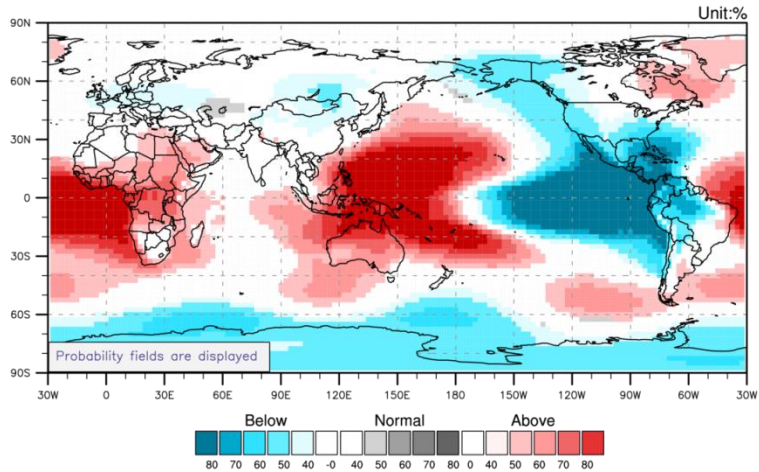 Unit:%
90N
60N
30N
0
30S
60S
90S
Probability fields are displayed
30W 0 30E 60E 90E 120E 150E 180 150W 120W 90W 60W 30W
Below Normal Above
80 70 60 50 40 -0 40 50 60 70 80 0 40 50 60 70 80